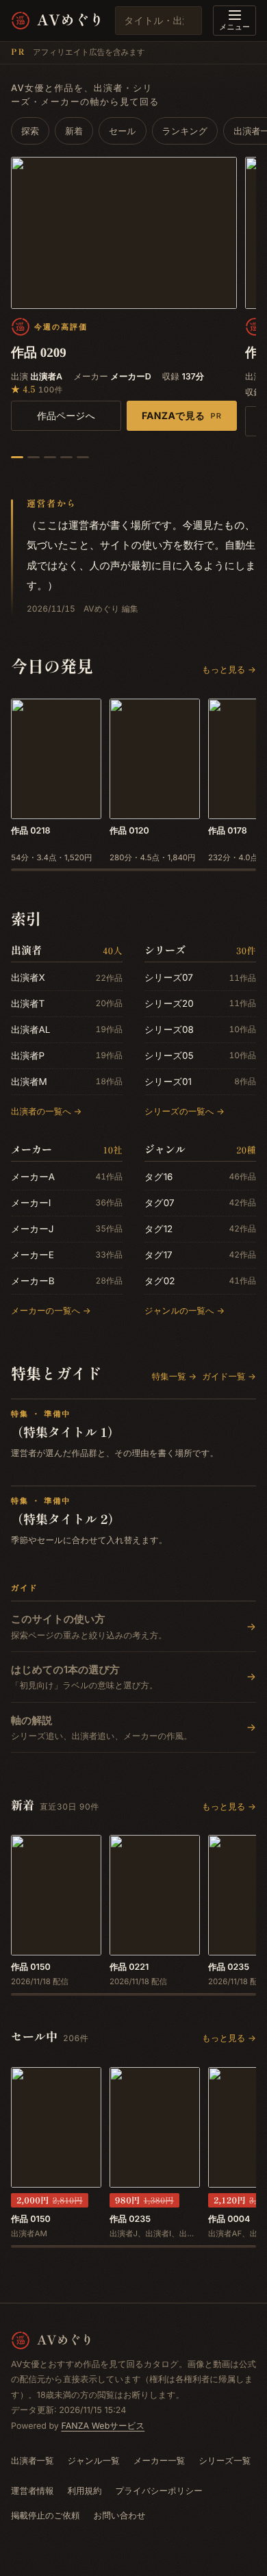 AVめぐり
タイトル・出演
メニュー
PR アフィリエイト広告を含みます
AV女優と作品を、出演者・シリ
ーズ・メーカーの軸から見て回る
探索 新着 セール ランキング 出演者一
今夜の高評価
作品 0209
出演 出演者A メーカー メーカーD 収録 137分
★ 4.5 100件
作品ページへ FANZAで見る PR
運営者から
（ここは運営者が書く場所です。今週見たもの、
気づいたこと、サイトの使い方を数行で。自動生
成ではなく、人の声が最初に目に入るようにしま
す。）
2026/11/15 AVめぐり 編集
今日の発見 もっと見る →
作品 0218 作品 0120 作品 0178
54分・3.4点・1,520円 280分・4.5点・1,840円 232分・4.0点
索引
出演者 40人
出演者X 22作品
出演者T 20作品
出演者AL 19作品
出演者P 19作品
出演者M 18作品
出演者の一覧へ →
シリーズ 30件
シリーズ07 11作品
シリーズ20 11作品
シリーズ08 10作品
シリーズ05 10作品
シリーズ01 8作品
シリーズの一覧へ →
メーカー 10社
メーカーA 41作品
メーカーI 36作品
メーカーJ 35作品
メーカーE 33作品
メーカーB 28作品
メーカーの一覧へ →
ジャンル 20種
タグ16 46作品
タグ07 42作品
タグ12 42作品
タグ17 42作品
タグ02 41作品
ジャンルの一覧へ →
特集とガイド 特集一覧 → ガイド一覧 →
特集 ・ 準備中
（特集タイトル 1）
運営者が選んだ作品群と、その理由を書く場所です。
特集 ・ 準備中
（特集タイトル 2）
季節やセールに合わせて入れ替えます。
ガイド
このサイトの使い方
探索ページの重みと絞り込みの考え方。
→
はじめての1本の選び方
「初見向け」ラベルの意味と選び方。
→
軸の解説
シリーズ追い、出演者追い、メーカーの作風。
→
新着 直近30日 90件 もっと見る →
作品 0150 作品 0221 作品 0235
2026/11/18 配信 2026/11/18 配信 2026/11/18 配
セール中 206件 もっと見る →
2,000円 2,810円 980円 1,380円 2,120円
作品 0150 作品 0235 作品 0004
出演者AM 出演者J、出演者I、出… 出演者AF、出
AVめぐり
AV女優とおすすめ作品を見て回るカタログ。画像と動画は公式
の配信元から直接表示しています（権利は各権利者に帰属しま
す）。18歳未満の方の閲覧はお断りします。
データ更新: 2026/11/15 15:24
Powered by FANZA Webサービス
出演者一覧 ジャンル一覧 メーカー一覧 シリーズ一覧
運営者情報 利用規約 プライバシーポリシー
掲載停止のご依頼 お問い合わせ